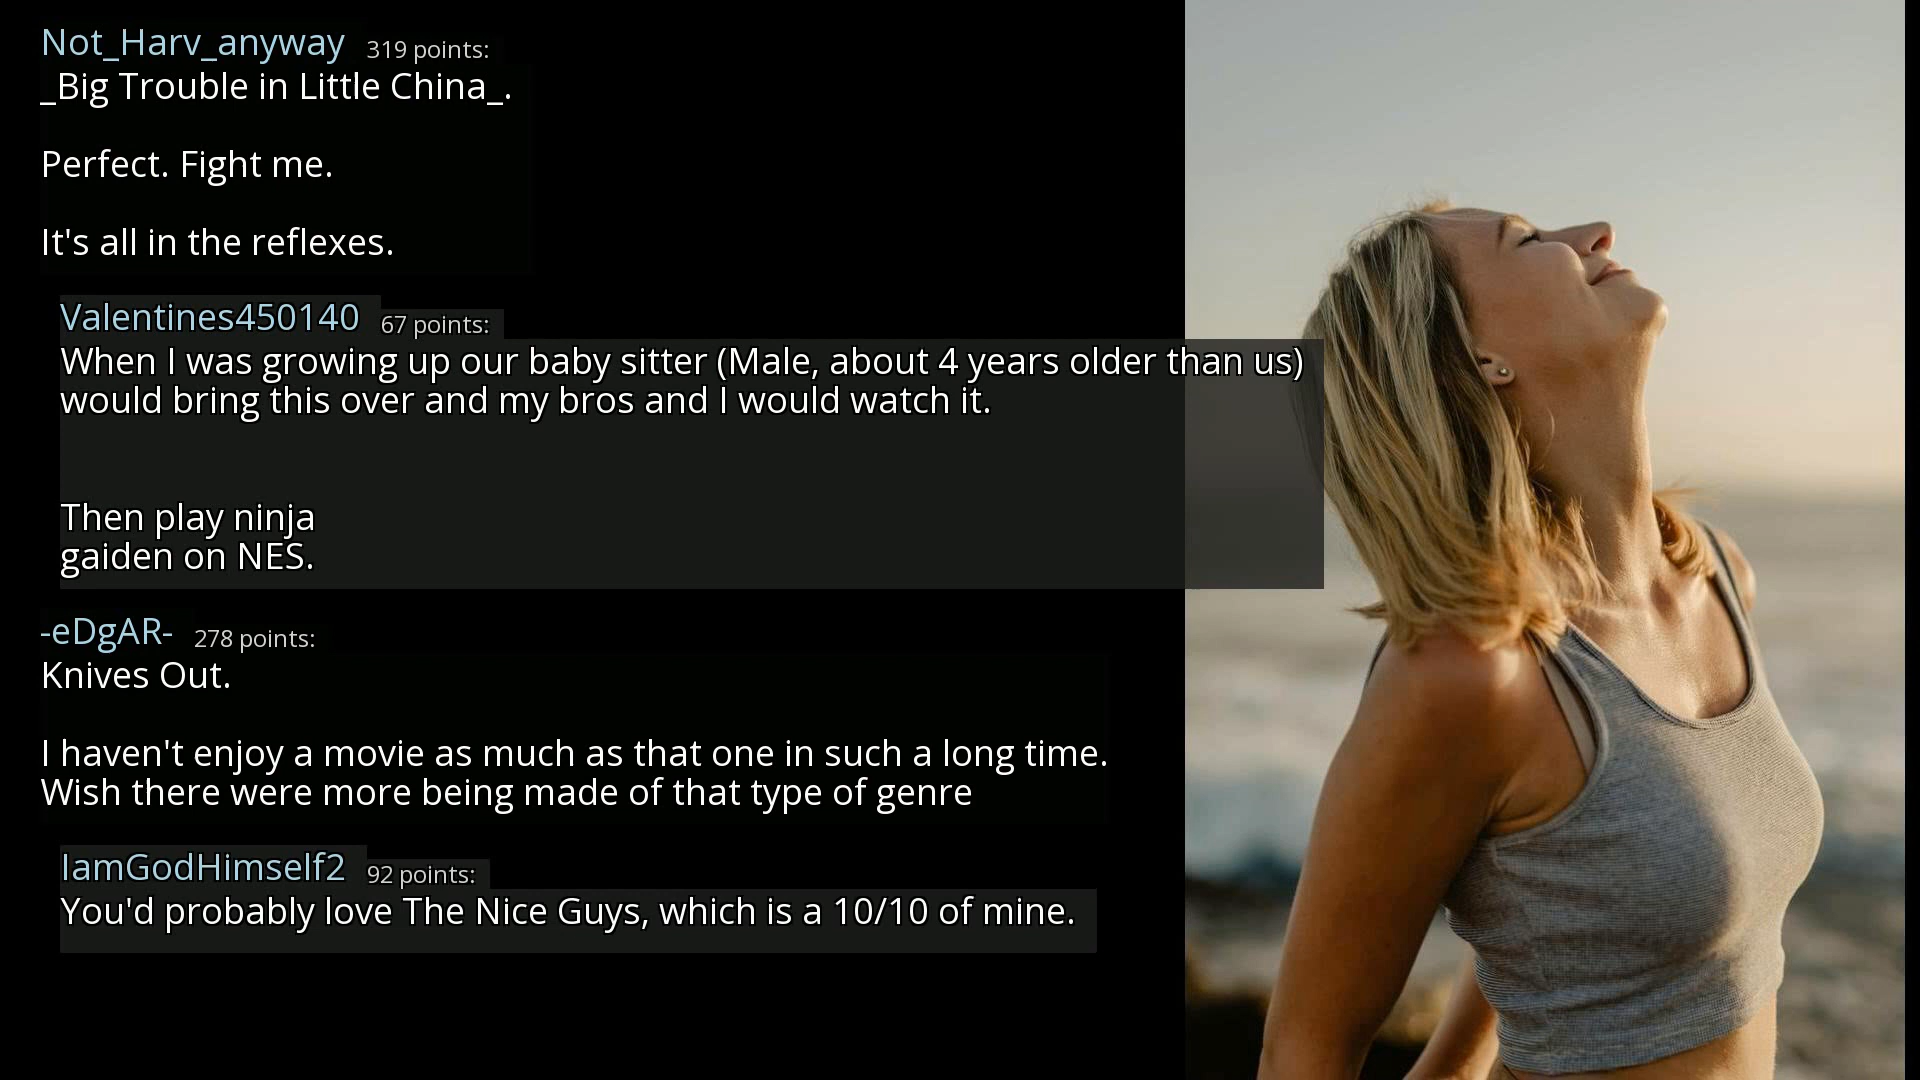 Not_Harv_anyway 319 points:
_Big Trouble in Little China_.
Perfect. Fight me.
It's all in the reflexes.
Valentines450140 67 points:
When I was growing up our baby sitter (Male, about 4 years older than us)
would bring this over and my bros and I would watch it.
Then play ninja
gaiden on NES.
-eDgAR- 278 points:
Knives Out.
I haven't enjoy a movie as much as that one in such a long time.
Wish there were more being made of that type of genre
IamGodHimself2 92 points:
You'd probably love The Nice Guys, which is a 10/10 of mine.